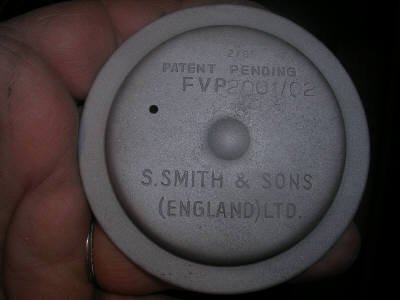 PATENT PENDING
FVP2001/02
S.SMITH & SONS
(ENGLAND)LTD.